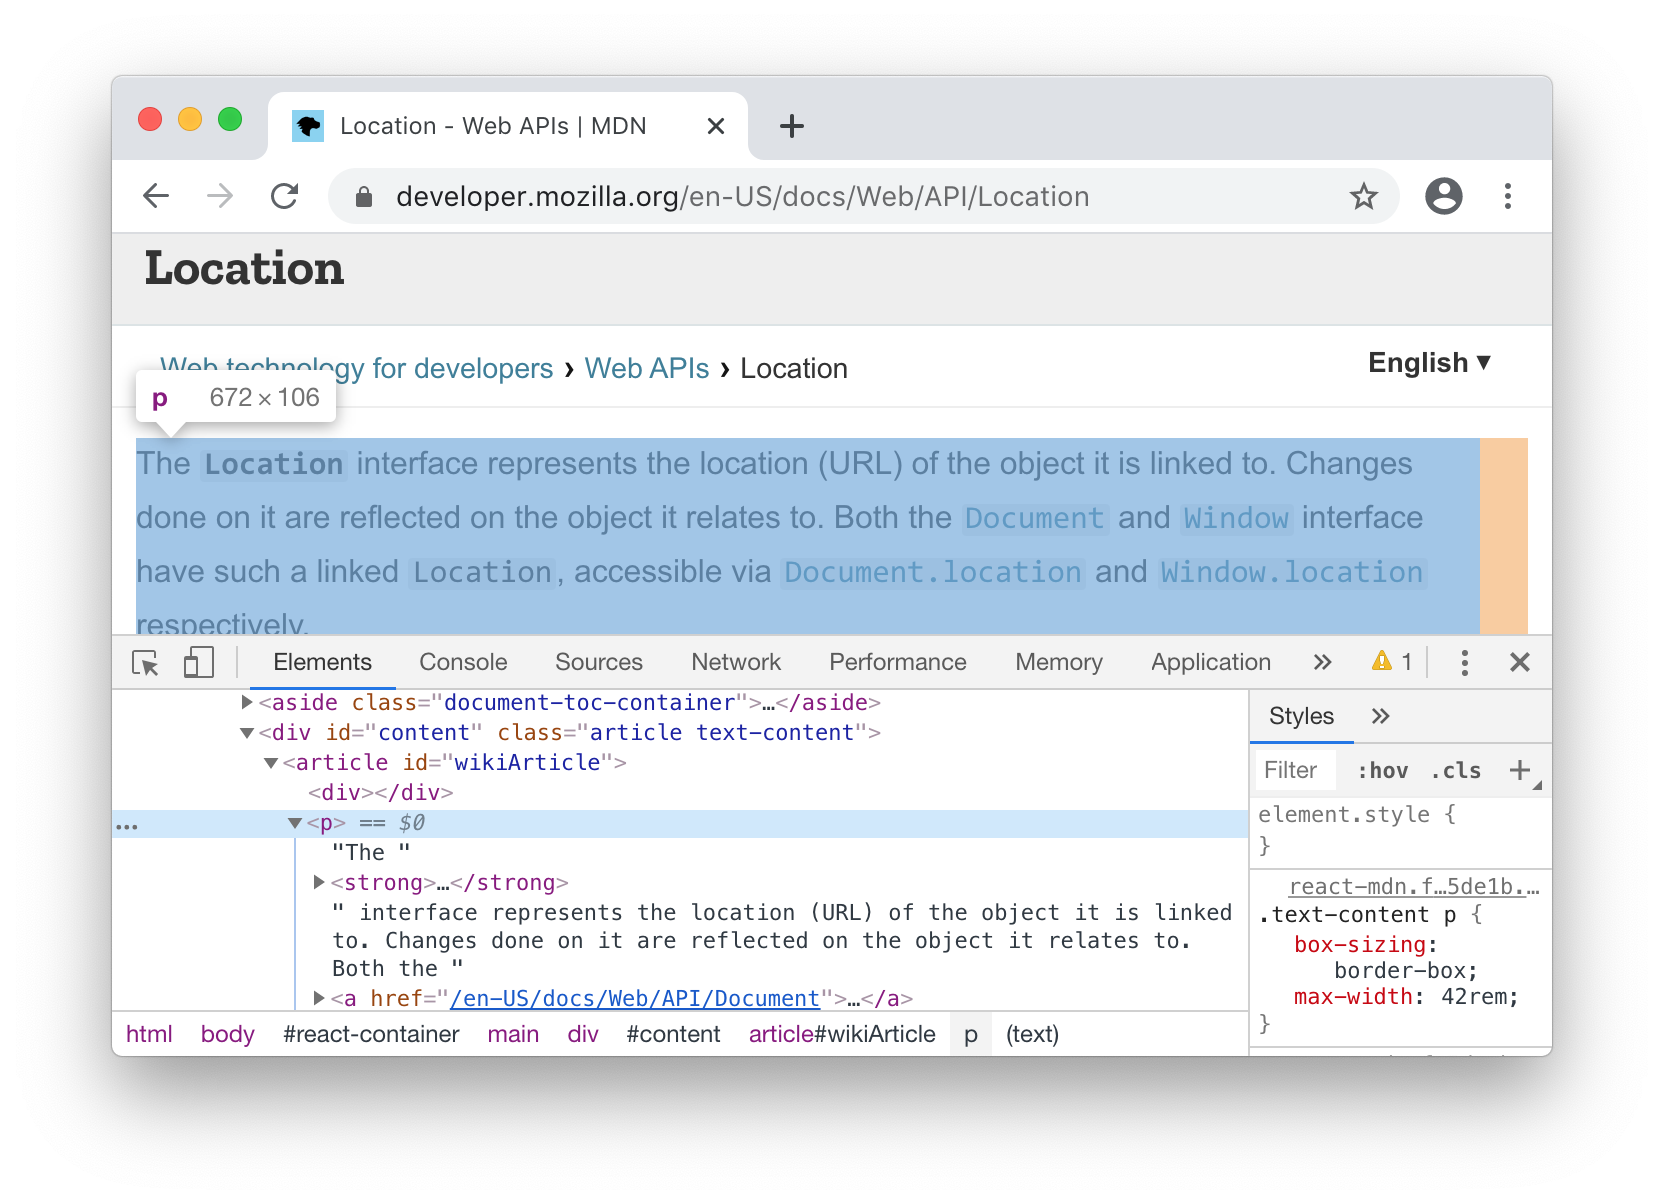 Location - Web APIs | MDN
developer.mozilla.org/en-US/docs/Web/API/Location
Location
Web technology for developers › Web APIs › Location
English ▼
p 672 × 106
The Location interface represents the location (URL) of the object it is linked to. Changes
done on it are reflected on the object it relates to. Both the Document and Window interface
have such a linked Location, accessible via Document.location and Window.location
respectively.
Elements Console Sources Network Performance Memory Application » 1
<aside class="document-toc-container">…</aside>
<div id="content" class="article text-content">
<article id="wikiArticle">
<div></div>
… <p> == $0
"The "
<strong>…</strong>
" interface represents the location (URL) of the object it is linked
to. Changes done on it are reflected on the object it relates to.
Both the "
<a href="/en-US/docs/Web/API/Document">…</a>
html body #react-container main div #content article#wikiArticle p (text)
Styles »
Filter :hov .cls +
element.style {
}
react-mdn.f…5de1b.…
.text-content p {
box-sizing:
border-box;
max-width: 42rem;
}